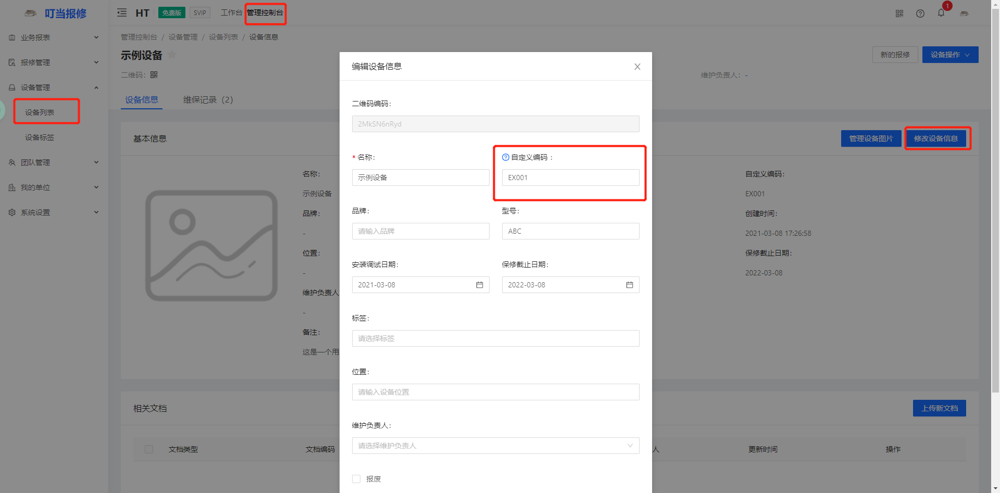 叮当报修
业务报表
报修管理
设备管理
设备列表
设备标签
团队管理
我的单位
系统设置
HT 免费版 SVIP 工作台 管理控制台
1
管理控制台 / 设备管理 / 设备列表 / 设备信息
示例设备
新的报修 设备操作
二维码:
维护负责人: -
设备信息 维保记录（2）
基本信息
管理设备图片 修改设备信息
名称:
示例设备
品牌:
-
位置:
-
维护负责人
-
备注:
这是一个用
自定义编码:
EX001
创建时间:
2021-03-08 17:26:58
保修截止日期:
2022-03-08
相关文档
上传新文档
文档类型 文档编码 人 更新时间 操作
编辑设备信息
二维码编码:
2MkSN6nRyd
* 名称: 自定义编码 :
示例设备 EX001
品牌: 型号:
请输入品牌 ABC
安装调试日期: 保修截止日期:
2021-03-08 2022-03-08
标签:
请选择标签
位置:
请输入设备位置
维护负责人:
请选择维护负责人
报废